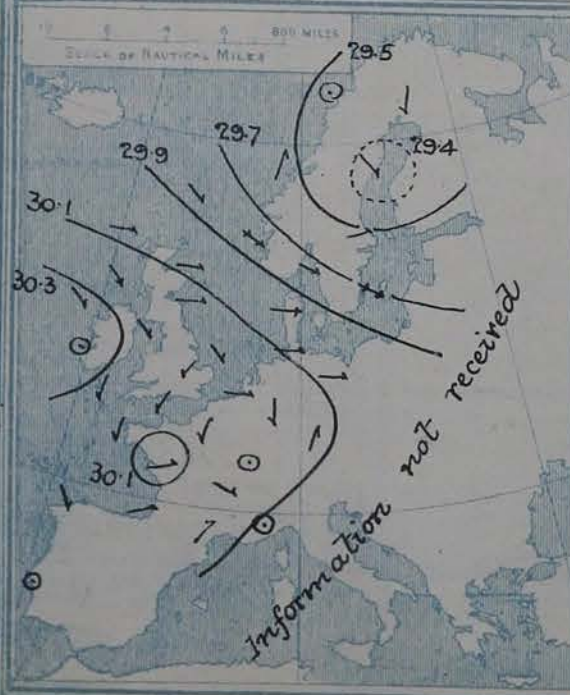 800 MILES
SCALE OF NAUTICAL MILES
29.5
29.7
29.4
29.9
30.1
30.3
30.1
Information not received